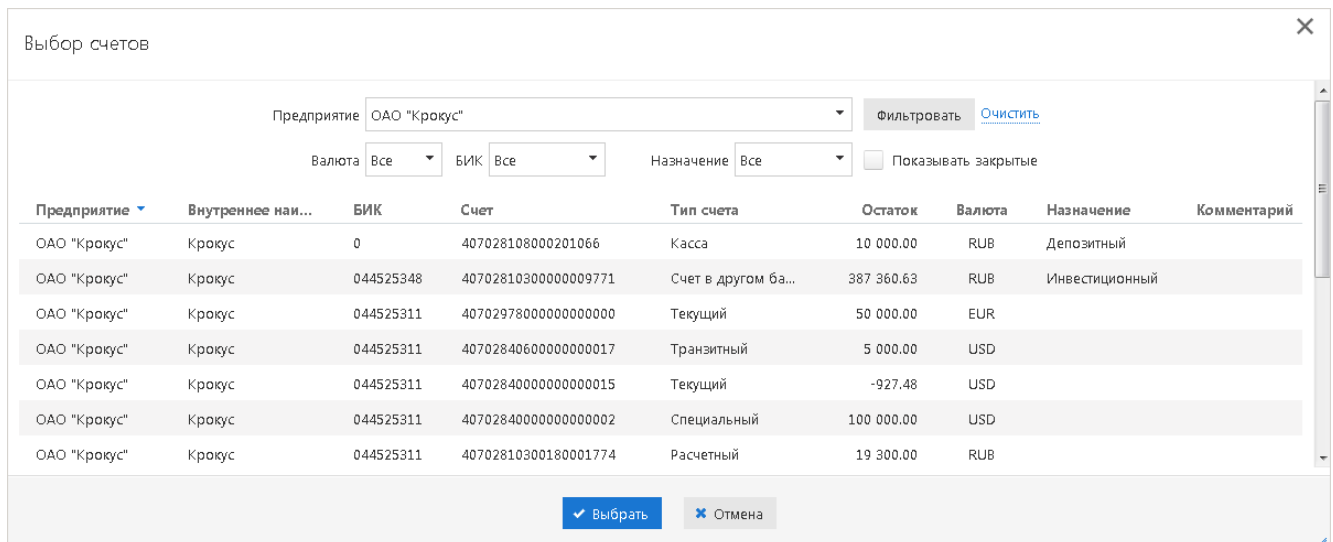 Выбор счетов
Предприятие ОАО "Крокус" Фильтровать Очистить
Валюта Все БИК Все Назначение Все Показывать закрытые
Предприятие Внутреннее наи... БИК Счет Тип счета Остаток Валюта Назначение Комментарий
ОАО "Крокус" Крокус 0 407028108000201066 Касса 10 000.00 RUB Депозитный
ОАО "Крокус" Крокус 044525348 40702810300000009771 Счет в другом ба... 387 360.63 RUB Инвестиционный
ОАО "Крокус" Крокус 044525311 40702978000000000000 Текущий 50 000.00 EUR
ОАО "Крокус" Крокус 044525311 40702840600000000017 Транзитный 5 000.00 USD
ОАО "Крокус" Крокус 044525311 40702840000000000015 Текущий -927.48 USD
ОАО "Крокус" Крокус 044525311 40702840000000000002 Специальный 100 000.00 USD
ОАО "Крокус" Крокус 044525311 40702810300180001774 Расчетный 19 300.00 RUB
Выбрать Отмена